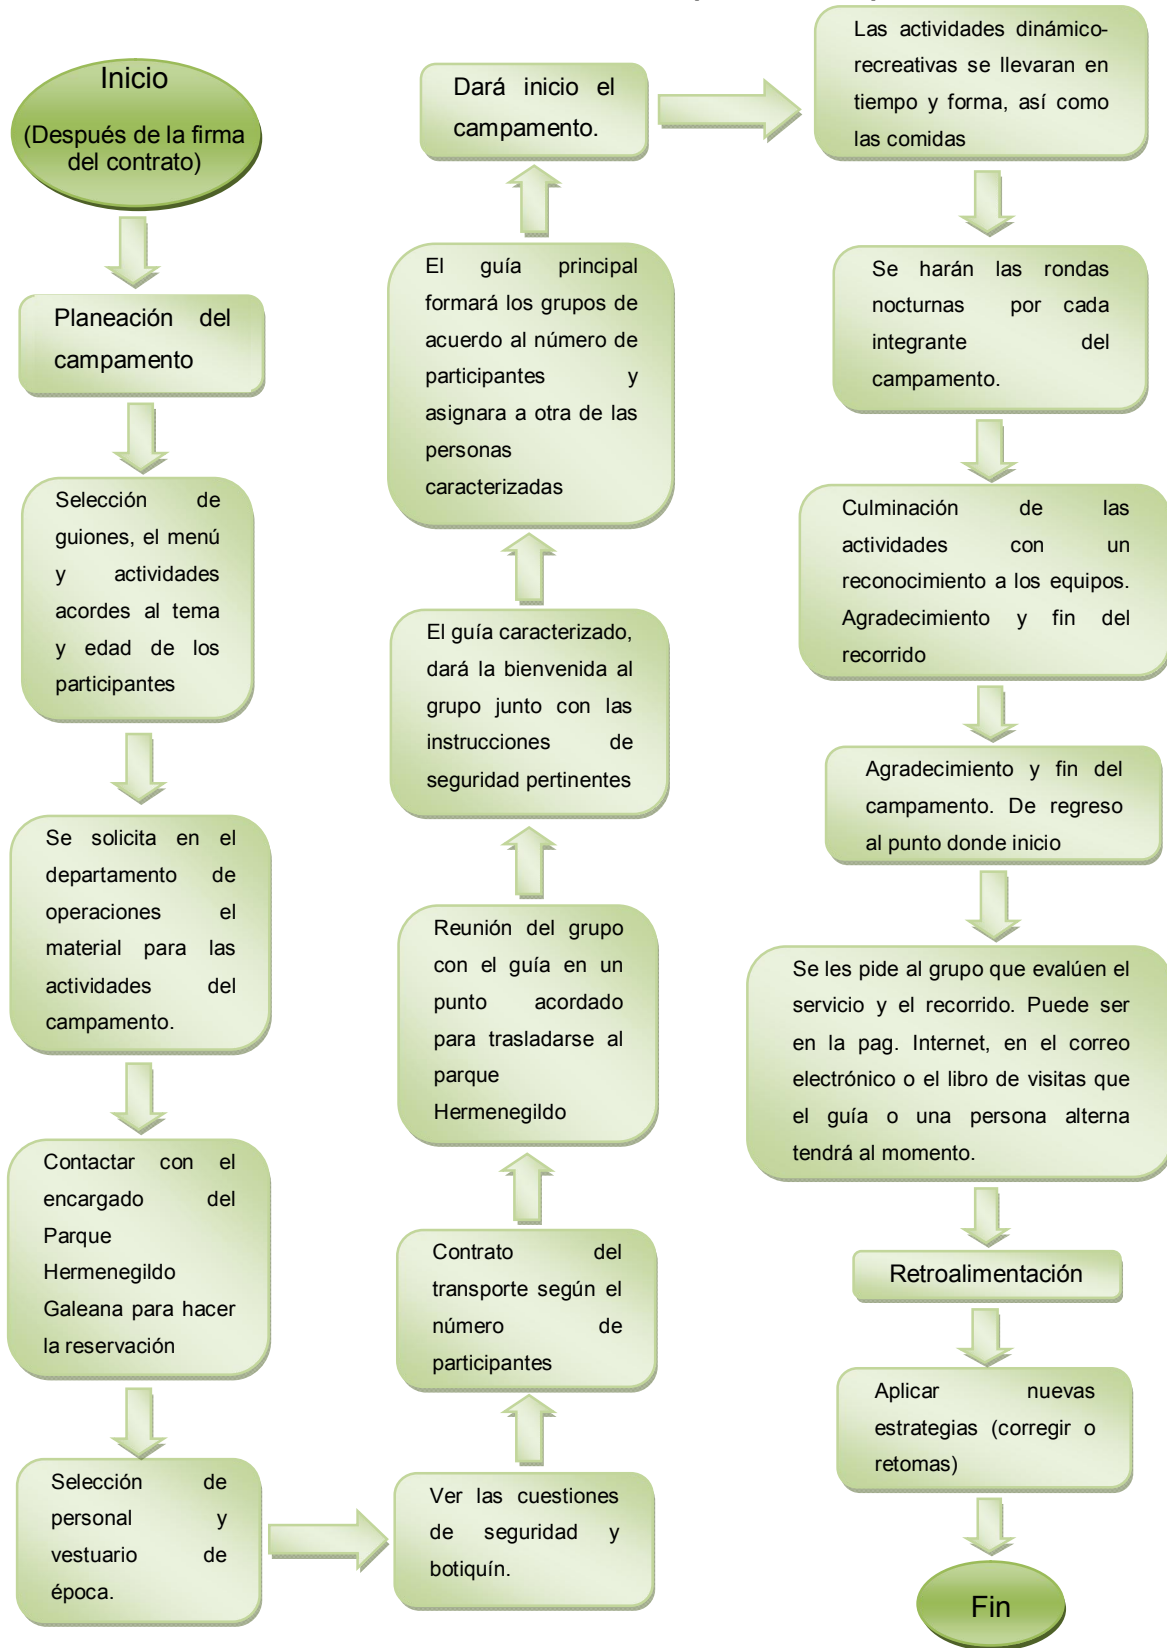 Inicio
(Después de la firma
del contrato)
Planeación del
campamento
Selección de
guiones, el menú
y actividades
acordes al tema
y edad de los
participantes
Se solicita en el
departamento de
operaciones el
material para las
actividades del
campamento.
Contactar con el
encargado del
Parque
Hermenegildo
Galeana para hacer
la reservación
Selección de
personal y
vestuario de
época.
Ver las cuestiones
de seguridad y
botiquín.
Contrato del
transporte según el
número de
participantes
Reunión del grupo
con el guía en un
punto acordado
para trasladarse al
parque
Hermenegildo
El guía caracterizado,
dará la bienvenida al
grupo junto con las
instrucciones de
seguridad pertinentes
El guía principal
formará los grupos de
acuerdo al número de
participantes y
asignara a otra de las
personas
caracterizadas
Dará inicio el
campamento.
Las actividades dinámico-
recreativas se llevaran en
tiempo y forma, así como
las comidas
Se harán las rondas
nocturnas por cada
integrante del
campamento.
Culminación de las
actividades con un
reconocimiento a los equipos.
Agradecimiento y fin del
recorrido
Agradecimiento y fin del
campamento. De regreso
al punto donde inicio
Se les pide al grupo que evalúen el
servicio y el recorrido. Puede ser
en la pag. Internet, en el correo
electrónico o el libro de visitas que
el guía o una persona alterna
tendrá al momento.
Retroalimentación
Aplicar nuevas
estrategias (corregir o
retomas)
Fin